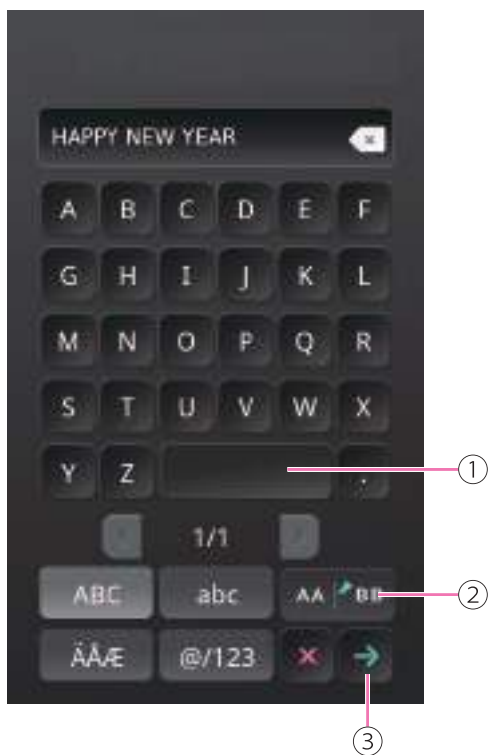 HAPPY NEW YEAR
A B C D E F
G H I J K L
M N O P Q R
S T U V W X
Y Z .
①
1/1
ABC abc AA BB
②
ÄÅÆ @/123
③